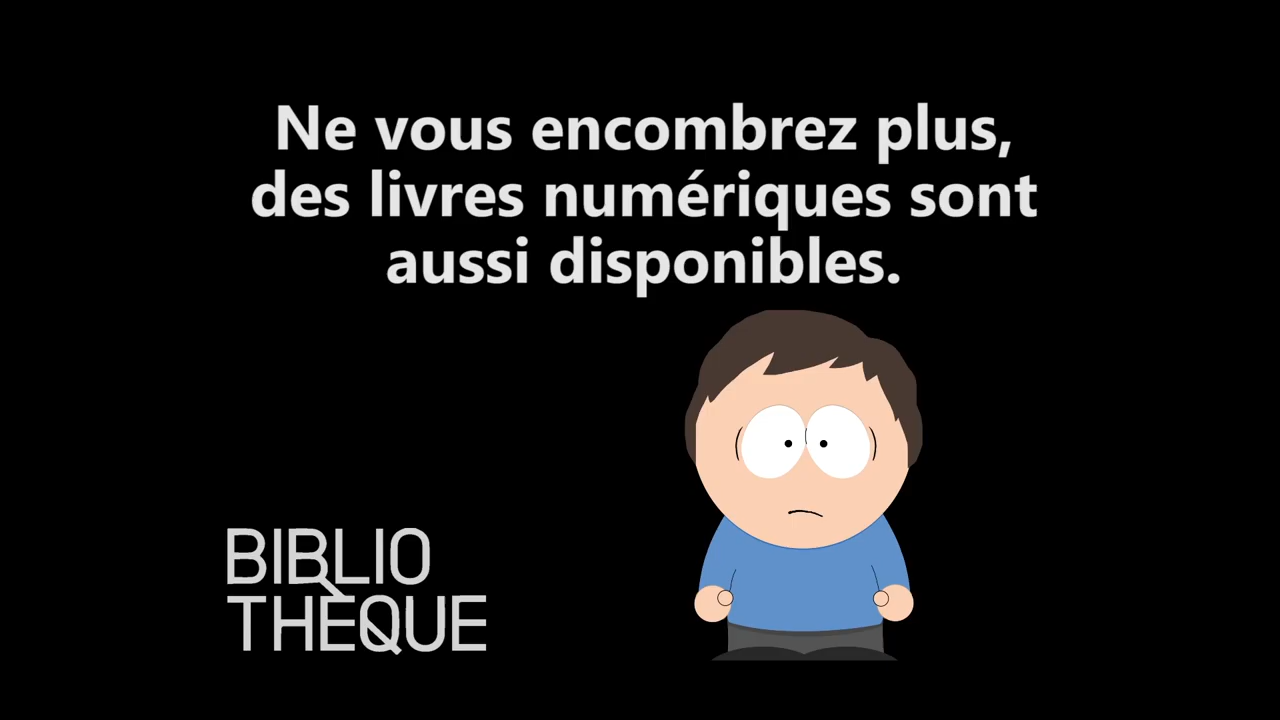 Ne vous encombrez plus,
des livres numériques sont
aussi disponibles.
BIBLIO
THÈQUE